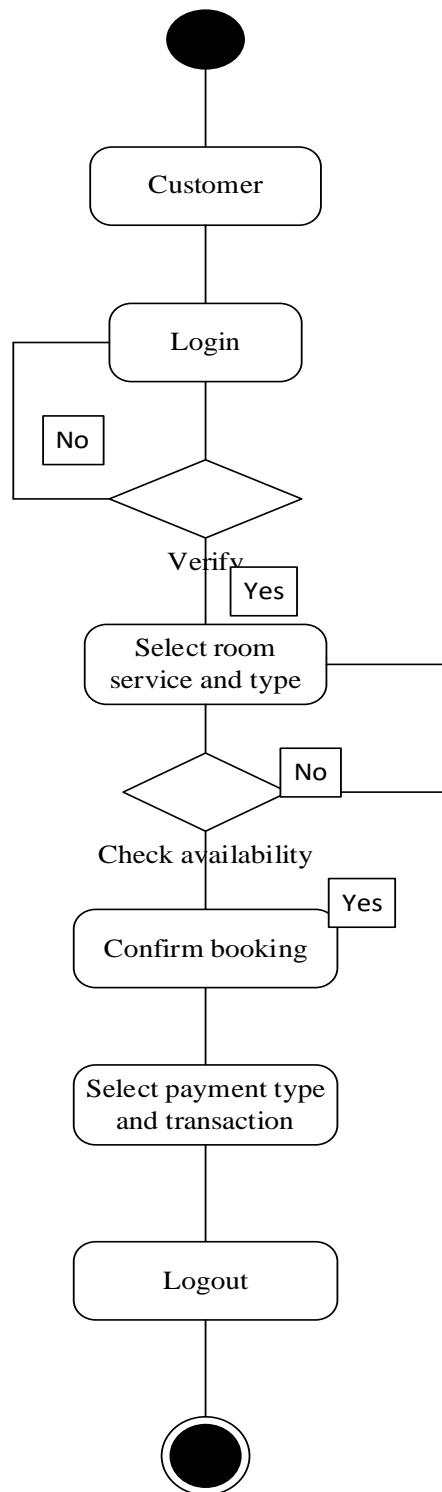 Customer
Login
No
Verify
Yes
Select room
service and type
No
Check availability
Yes
Confirm booking
Select payment type
and transaction
Logout